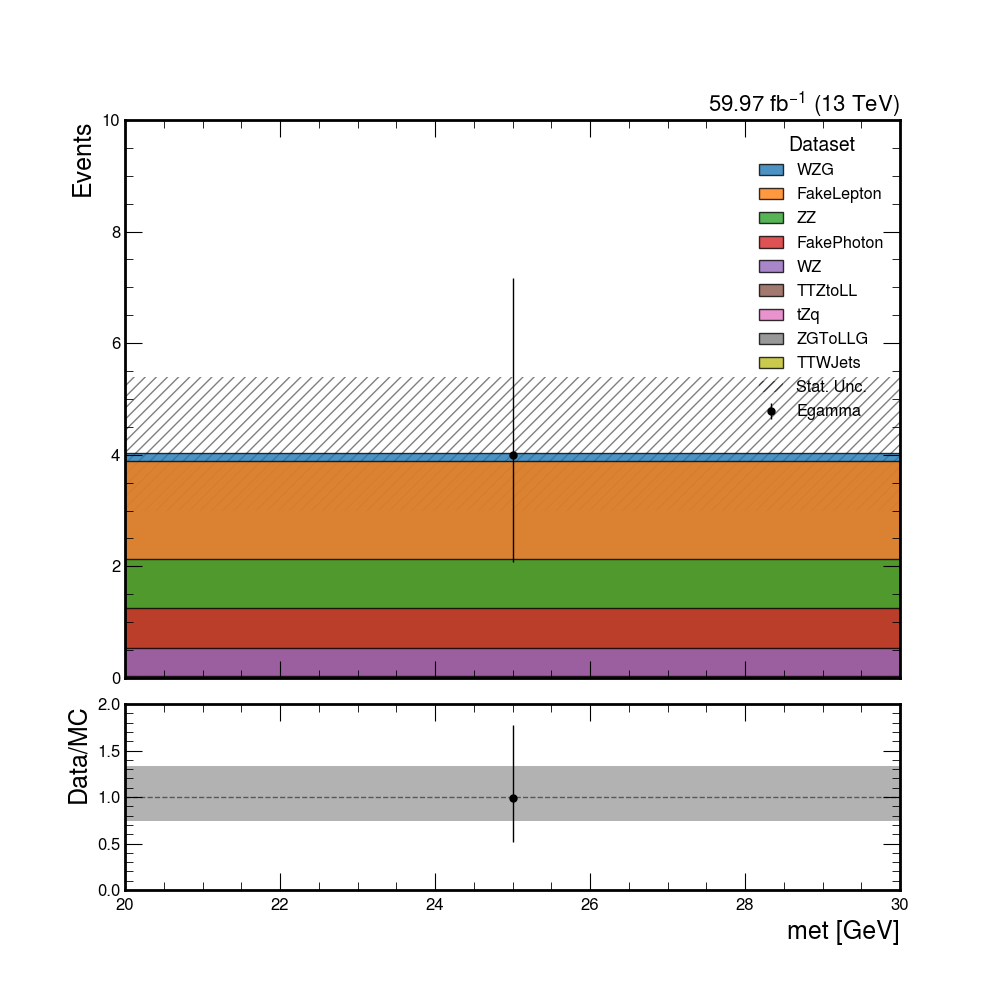 59.97 fb⁻¹ (13 TeV)
Events
10
8
6
4
2
0
Dataset
WZG
FakeLepton
ZZ
FakePhoton
WZ
TTZtoLL
tZq
ZGToLLG
TTWJets
Stat. Unc.
Egamma
Data/MC
2.0
1.5
1.0
0.5
0.0
20 22 24 26 28 30
met [GeV]